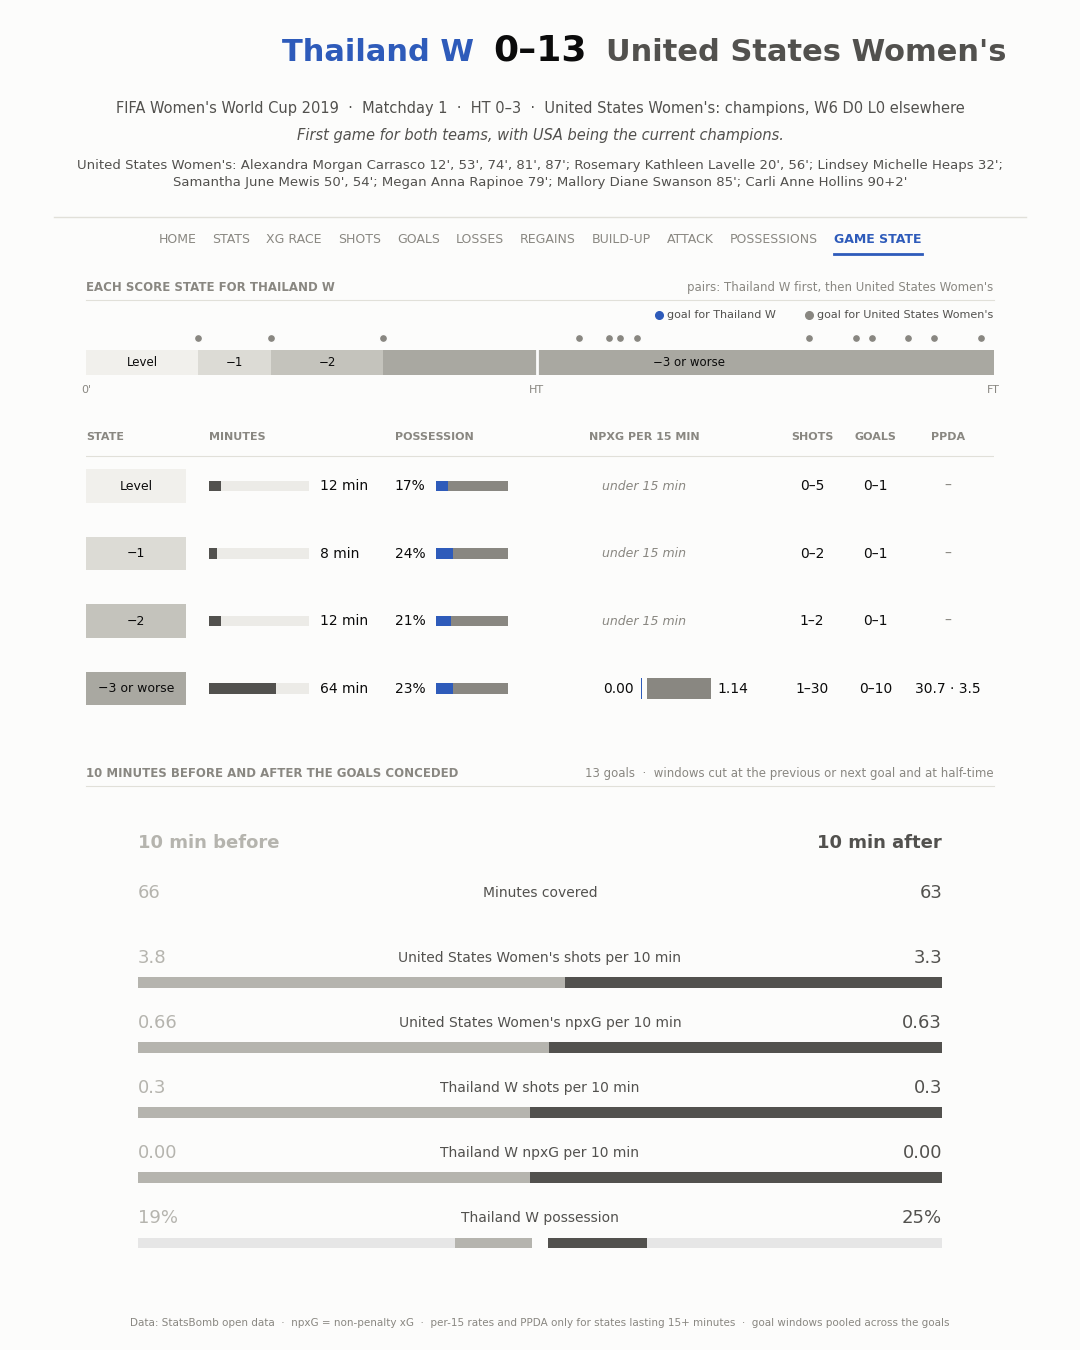 Thailand W 0–13 United States Women's
FIFA Women's World Cup 2019 · Matchday 1 · HT 0–3 · United States Women's: champions, W6 D0 L0 elsewhere
First game for both teams, with USA being the current champions.
United States Women's: Alexandra Morgan Carrasco 12', 53', 74', 81', 87'; Rosemary Kathleen Lavelle 20', 56'; Lindsey Michelle Heaps 32';
Samantha June Mewis 50', 54'; Megan Anna Rapinoe 79'; Mallory Diane Swanson 85'; Carli Anne Hollins 90+2'
HOME STATS XG RACE SHOTS GOALS LOSSES REGAINS BUILD-UP ATTACK POSSESSIONS GAME STATE
EACH SCORE STATE FOR THAILAND W pairs: Thailand W first, then United States Women's
goal for Thailand W goal for United States Women's
Level −1 −2 −3 or worse
0' HT FT
STATE MINUTES POSSESSION NPXG PER 15 MIN SHOTS GOALS PPDA
Level 12 min 17% under 15 min 0–5 0–1 –
−1 8 min 24% under 15 min 0–2 0–1 –
−2 12 min 21% under 15 min 1–2 0–1 –
−3 or worse 64 min 23% 0.00 1.14 1–30 0–10 30.7 · 3.5
10 MINUTES BEFORE AND AFTER THE GOALS CONCEDED 13 goals · windows cut at the previous or next goal and at half-time
10 min before 10 min after
66 Minutes covered 63
3.8 United States Women's shots per 10 min 3.3
0.66 United States Women's npxG per 10 min 0.63
0.3 Thailand W shots per 10 min 0.3
0.00 Thailand W npxG per 10 min 0.00
19% Thailand W possession 25%
Data: StatsBomb open data · npxG = non-penalty xG · per-15 rates and PPDA only for states lasting 15+ minutes · goal windows pooled across the goals